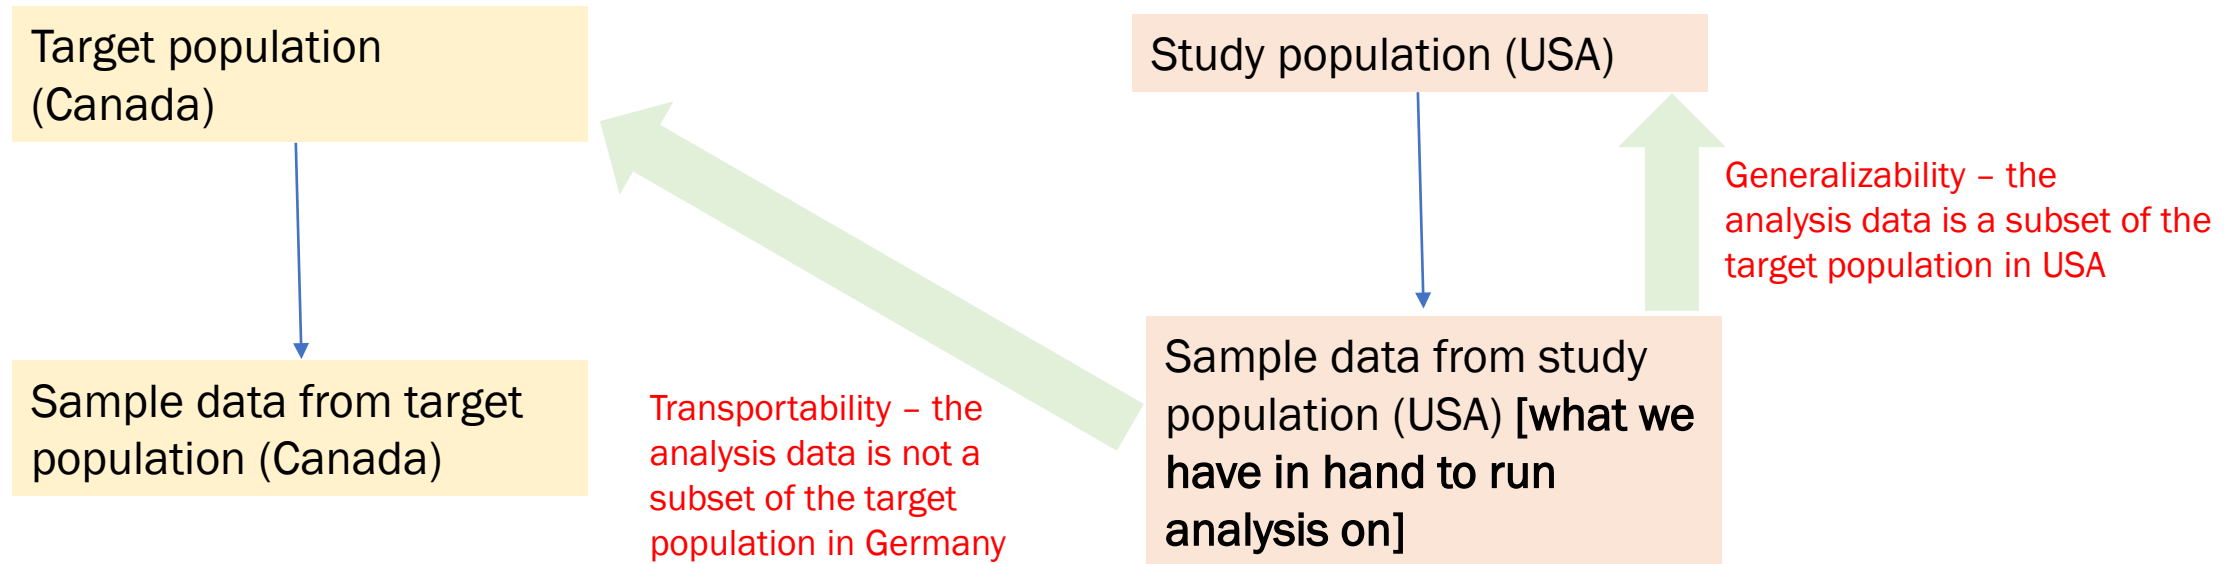 Target population
(Canada)
Study population (USA)
Generalizability – the
analysis data is a subset of the
target population in USA
Sample data from target
population (Canada)
Transportability – the
analysis data is not a
subset of the target
population in Germany
Sample data from study
population (USA) [what we
have in hand to run
analysis on]